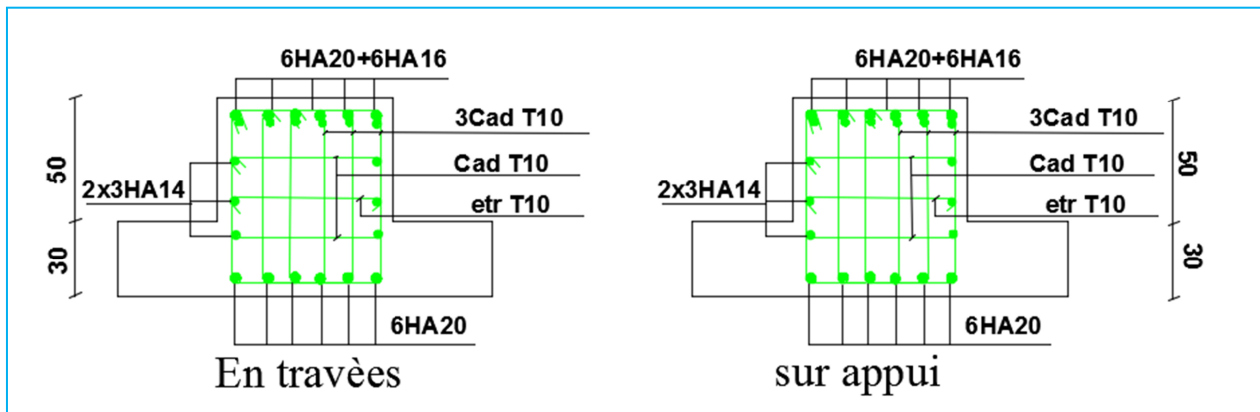 6HA20+6HA16
3Cad T10
50
Cad T10
2x3HA14
etr T10
30
6HA20
En travèes
6HA20+6HA16
3Cad T10
50
Cad T10
2x3HA14
etr T10
30
6HA20
sur appui